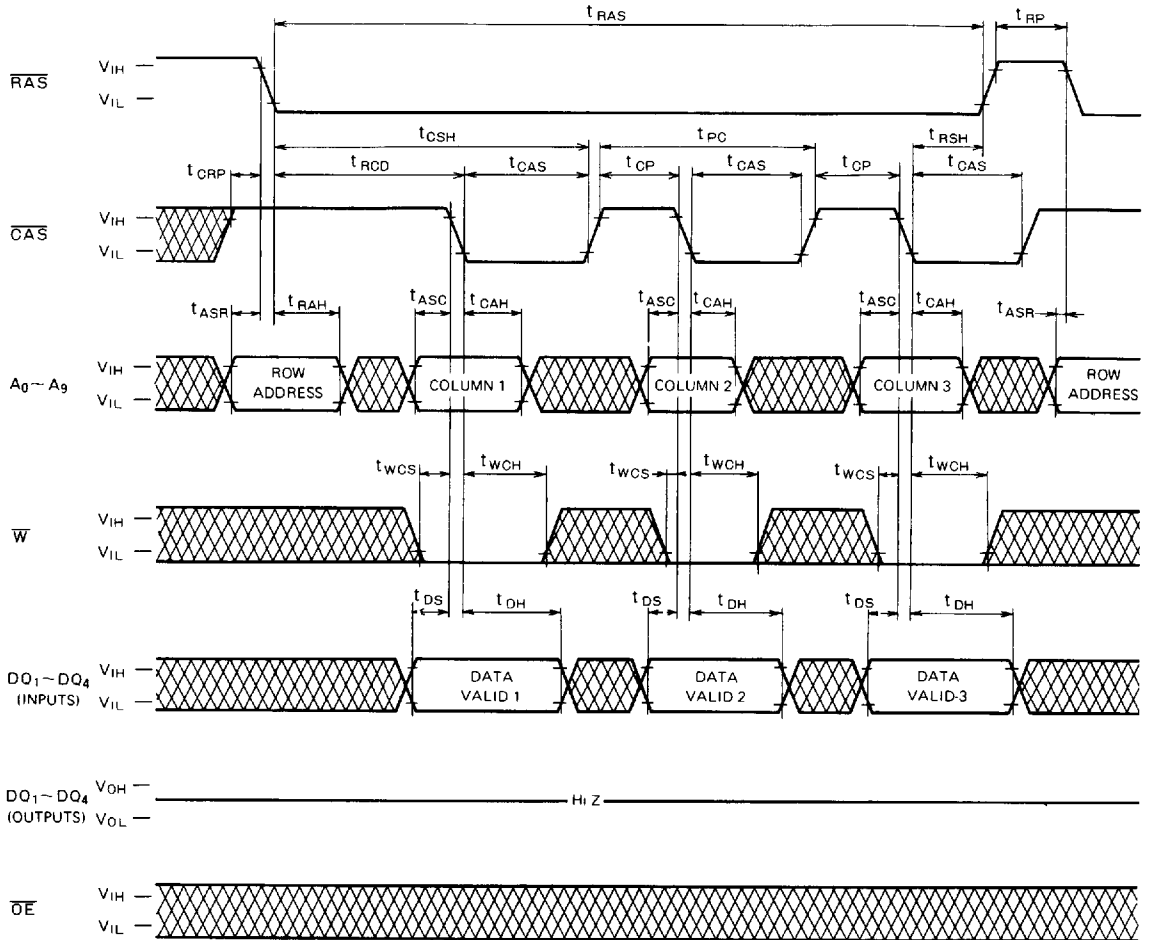 tRAS
tRP
RAS
VIH
VIL
tCSH
tPC
tRSH
tCRP
tRCD
tCAS
tCP
tCAS
tCP
tCAS
CAS
VIH
VIL
tASR
tRAH
tASC
tCAH
tASC
tCAH
tASC
tCAH
tASR
A0~A9
VIH
VIL
ROW
ADDRESS
COLUMN 1
COLUMN 2
COLUMN 3
ROW
ADDRESS
tWCS
tWCH
tWCS
tWCH
tWCS
tWCH
W
VIH
VIL
tDS
tDH
tDS
tDH
tDS
tDH
DQ1~DQ4
(INPUTS)
VIH
VIL
DATA
VALID 1
DATA
VALID 2
DATA
VALID-3
DQ1~DQ4
(OUTPUTS)
VOH
VOL
Hi Z
OE
VIH
VIL